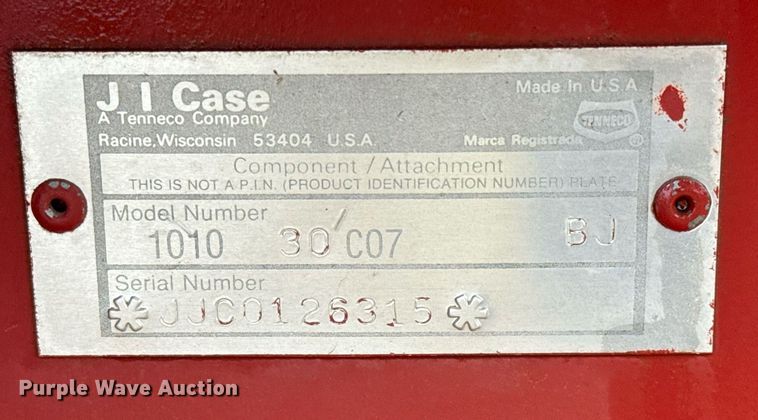 J I Case
A Tenneco Company
Racine, Wisconsin 53404 U.S.A.
Made In U.S.A.
TENNECO
Marca Registrada ®
Component / Attachment
THIS IS NOT A P.I.N. (PRODUCT IDENTIFICATION NUMBER) PLATE
Model Number
1010 30 C07 BJ
Serial Number
*JJC0126315*
Purple Wave Auction